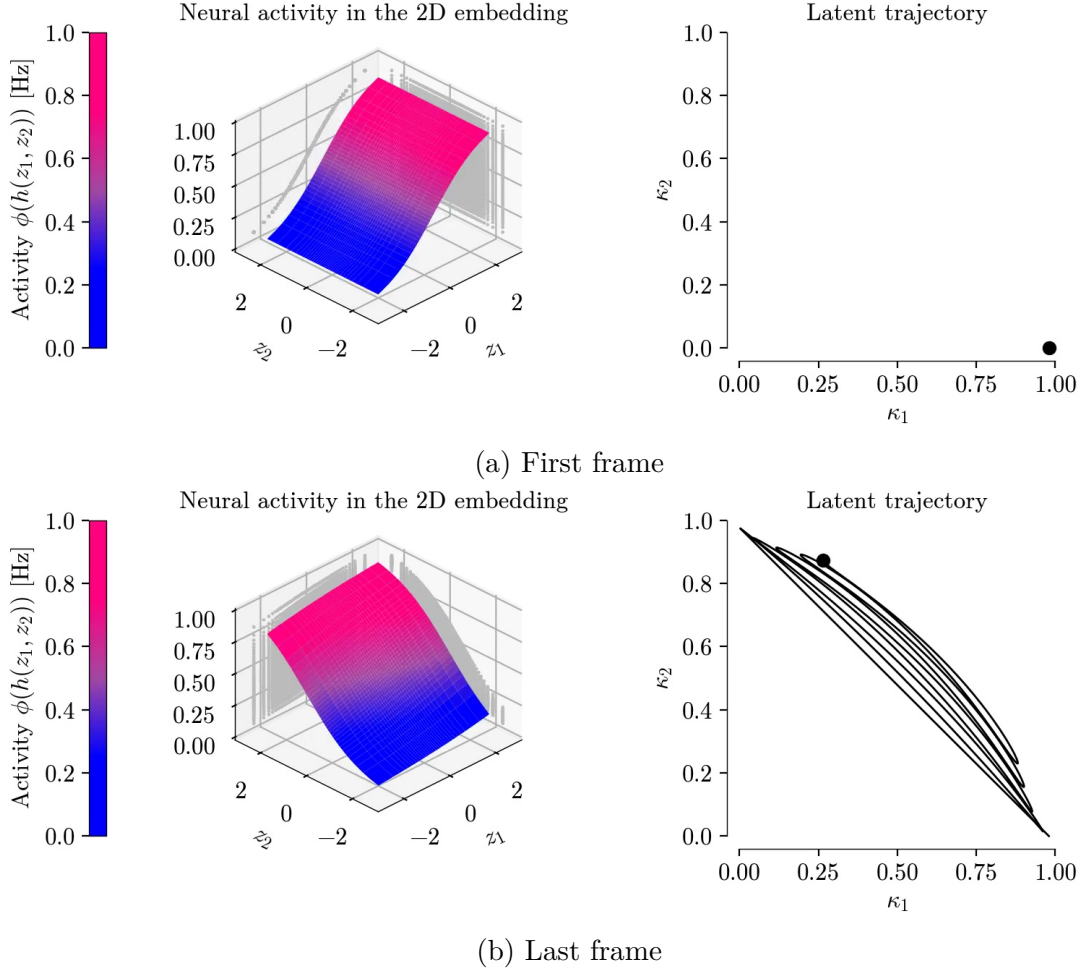 Neural activity in the 2D embedding
Latent trajectory
Activity ϕ(h(z₁, z₂)) [Hz]
1.0
0.8
0.6
0.4
0.2
0.0
1.00
0.75
0.50
0.25
0.00
2
0
−2
z₂
−2
0
2
z₁
κ₂
1.0
0.8
0.6
0.4
0.2
0.0
0.00 0.25 0.50 0.75 1.00
κ₁
(a) First frame
Neural activity in the 2D embedding
Latent trajectory
Activity ϕ(h(z₁, z₂)) [Hz]
1.0
0.8
0.6
0.4
0.2
0.0
1.00
0.75
0.50
0.25
0.00
2
0
−2
z₂
−2
0
2
z₁
κ₂
1.0
0.8
0.6
0.4
0.2
0.0
0.00 0.25 0.50 0.75 1.00
κ₁
(b) Last frame